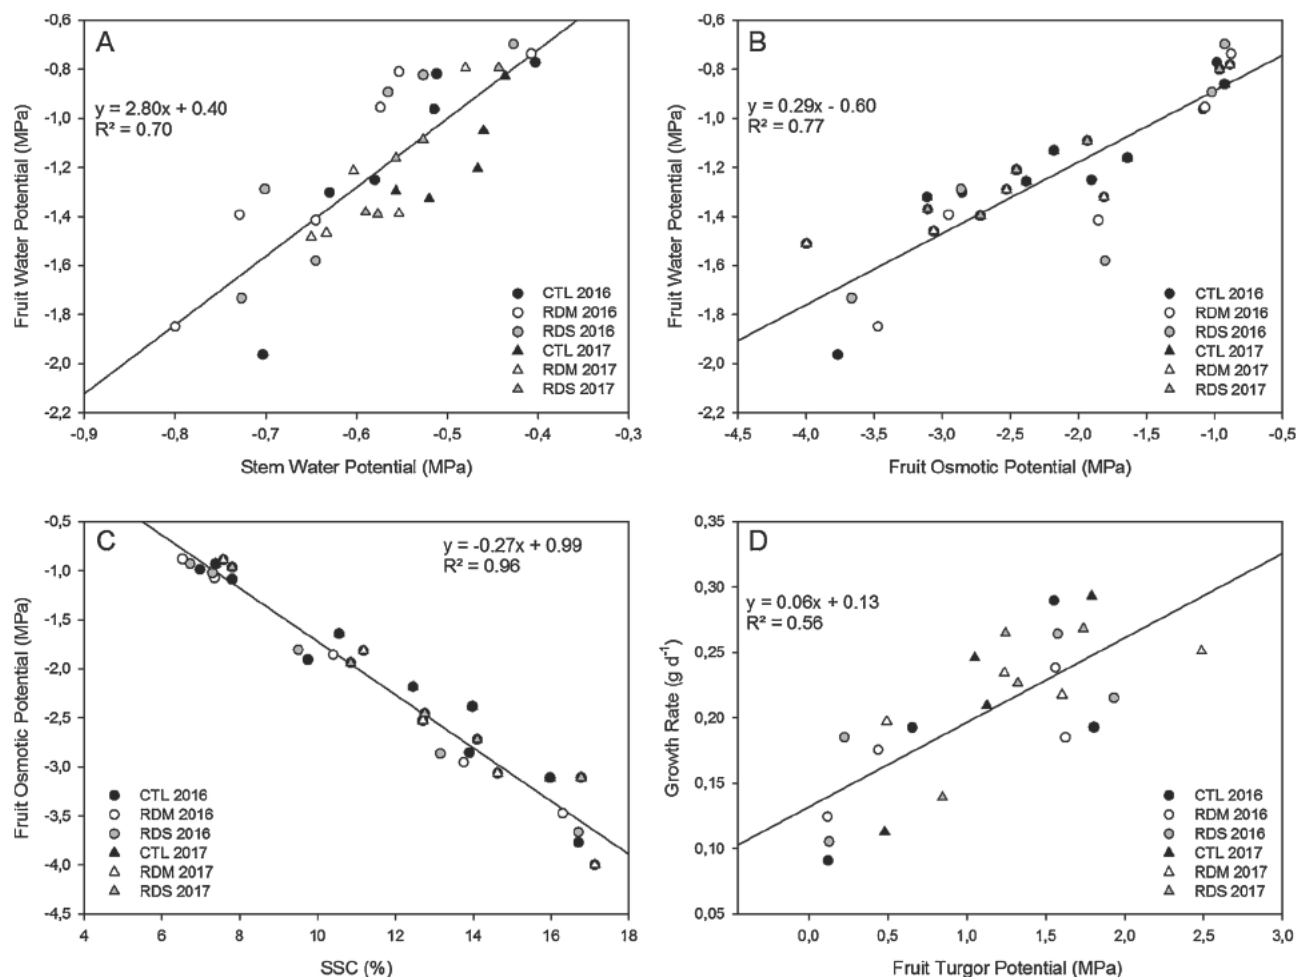 A
y = 2.80x + 0.40
R² = 0.70
Fruit Water Potential (MPa)
-0,6
-0,8
-1,0
-1,2
-1,4
-1,6
-1,8
-2,0
-2,2
CTL 2016
RDM 2016
RDS 2016
CTL 2017
RDM 2017
RDS 2017
-0,9 -0,8 -0,7 -0,6 -0,5 -0,4 -0,3
Stem Water Potential (MPa)
B
y = 0.29x - 0.60
R² = 0.77
Fruit Water Potential (MPa)
-0,6
-0,8
-1,0
-1,2
-1,4
-1,6
-1,8
-2,0
-2,2
CTL 2016
RDM 2016
RDS 2016
CTL 2017
RDM 2017
RDS 2017
-4,5 -4,0 -3,5 -3,0 -2,5 -2,0 -1,5 -1,0 -0,5
Fruit Osmotic Potential (MPa)
C
y = -0.27x + 0.99
R² = 0.96
Fruit Osmotic Potential (MPa)
-0,5
-1,0
-1,5
-2,0
-2,5
-3,0
-3,5
-4,0
-4,5
CTL 2016
RDM 2016
RDS 2016
CTL 2017
RDM 2017
RDS 2017
4 6 8 10 12 14 16 18
SSC (%)
D
y = 0.06x + 0.13
R² = 0.56
Growth Rate (g d⁻¹)
0,35
0,30
0,25
0,20
0,15
0,10
0,05
CTL 2016
RDM 2016
RDS 2016
CTL 2017
RDM 2017
RDS 2017
0,0 0,5 1,0 1,5 2,0 2,5 3,0
Fruit Turgor Potential (MPa)